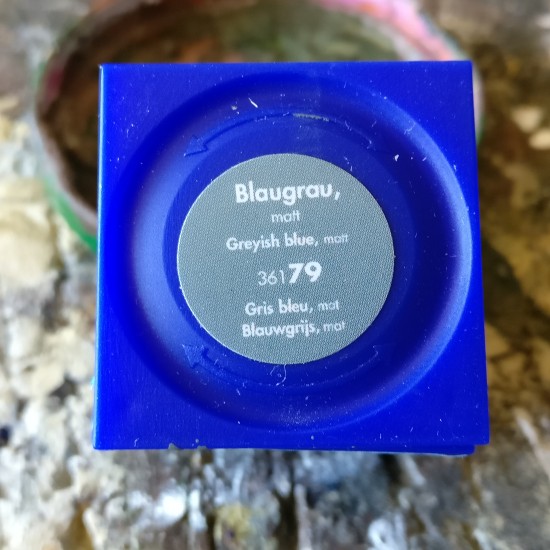 Blaugrau,
matt
Greyish blue, matt
36179
Gris bleu, mat
Blauwgrijs, mat